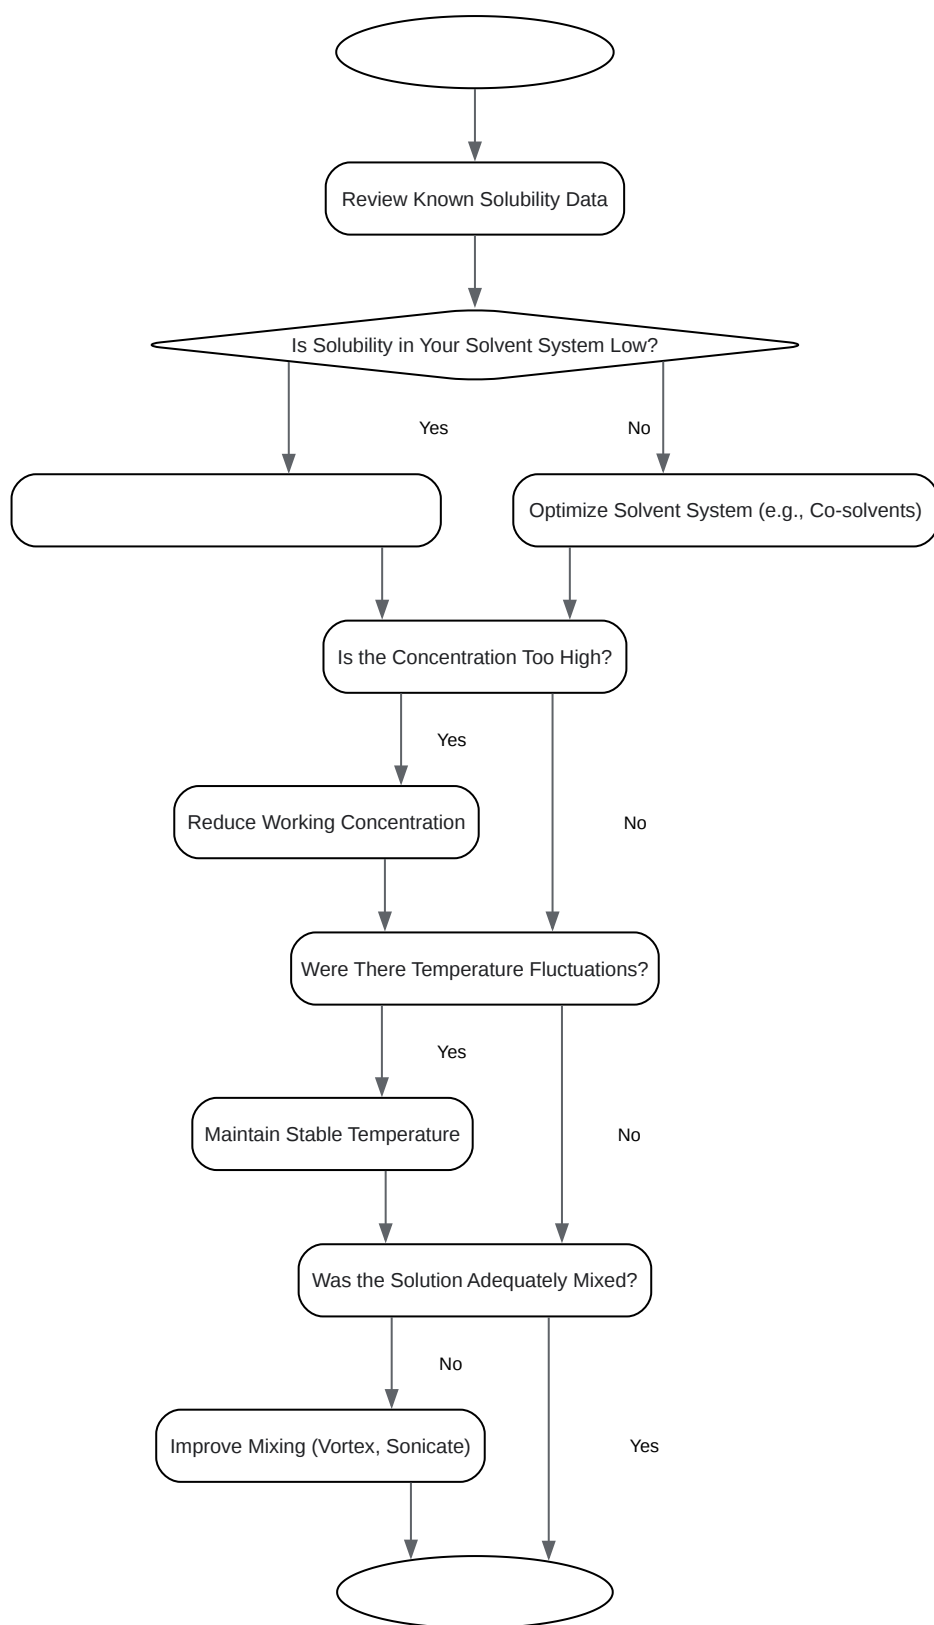 Review Known Solubility Data
Is Solubility in Your Solvent System Low?
Yes
No
Optimize Solvent System (e.g., Co-solvents)
Is the Concentration Too High?
Yes
Reduce Working Concentration
No
Were There Temperature Fluctuations?
Yes
Maintain Stable Temperature
No
Was the Solution Adequately Mixed?
No
Improve Mixing (Vortex, Sonicate)
Yes